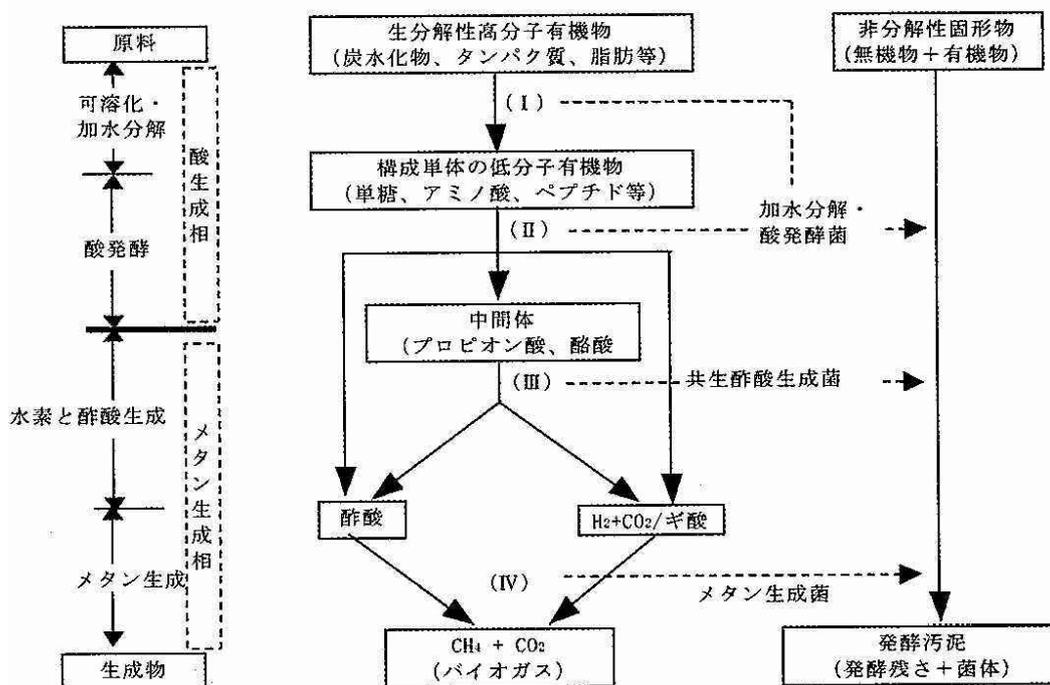 原料
可溶化・
加水分解
酸発酵
水素と酢酸生成
メタン生成
生成物
酸生成相
メタン生成相
生分解性高分子有機物
(炭水化物、タンパク質、脂肪等)
(Ⅰ)
構成単体の低分子有機物
(単糖、アミノ酸、ペプチド等)
(Ⅱ)
加水分解・
酸発酵菌
中間体
(プロピオン酸、酪酸
(Ⅲ)
共生酢酸生成菌
酢酸
H₂+CO₂/ギ酸
(Ⅳ)
メタン生成菌
CH₄ + CO₂
(バイオガス)
非分解性固形物
(無機物+有機物)
発酵汚泥
(発酵残さ+菌体)